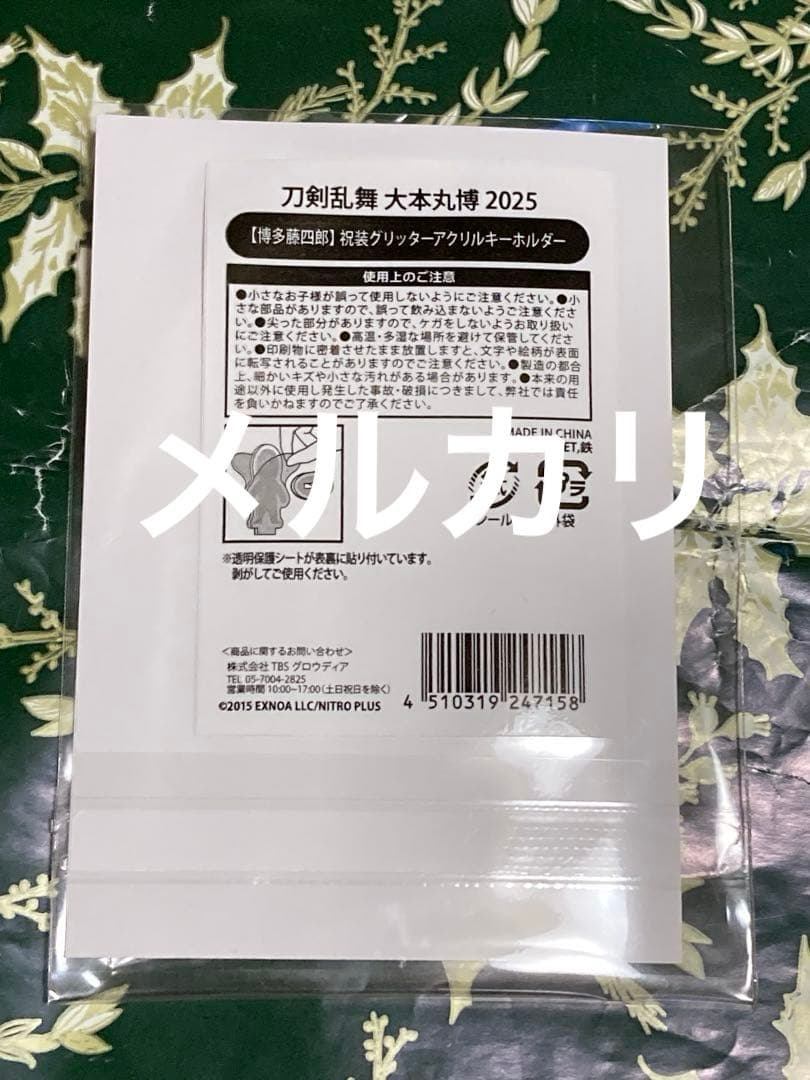 刀剣乱舞 大本丸博 2025
【博多藤四郎】祝装グリッターアクリルキーホルダー
使用上のご注意
●小さなお子様が誤って使用しないようにご注意ください。●小
さな部品がありますので、誤って飲み込まないようご注意くださ
い。●尖った部分がありますので、ケガをしないようお取り扱い
にご注意ください。●高温・多湿な場所を避けて保管してくださ
い。●印刷物に密着させたまま放置しますと、文字や絵柄が表面
に転写されることがありますのでご注意ください。●製造の都合
上、細かいキズや小さな汚れがある場合があります。●本来の用
途以外に使用し発生した事故・破損につきまして、弊社では責任
を負いかねますのでご了承ください。
メルカリ
MADE IN CHINA
ET,鉄
プラ
袋
※透明保護シートが表裏に貼り付いています。
剥がしてご使用ください。
＜商品に関するお問い合わせ＞
株式会社 TBS グロウディア
TEL 05-7004-2825
営業時間 10:00~17:00（土日祝日を除く）
©2015 EXNOA LLC/NITRO PLUS
4 510319 247158